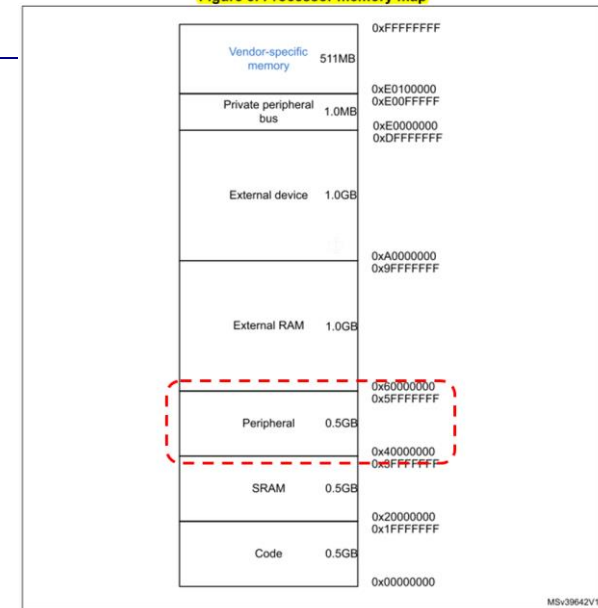 Figure 8. Processor memory map
0xFFFFFFFF
Vendor-specific
memory
511MB
0xE0100000
0xE00FFFFF
Private peripheral
bus
1.0MB
0xE0000000
0xDFFFFFFF
External device
1.0GB
0xA0000000
0x9FFFFFFF
External RAM
1.0GB
0x60000000
0x5FFFFFFF
Peripheral
0.5GB
0x40000000
0x3FFFFFFF
SRAM
0.5GB
0x20000000
0x1FFFFFFF
Code
0.5GB
0x00000000
MSv39642V1